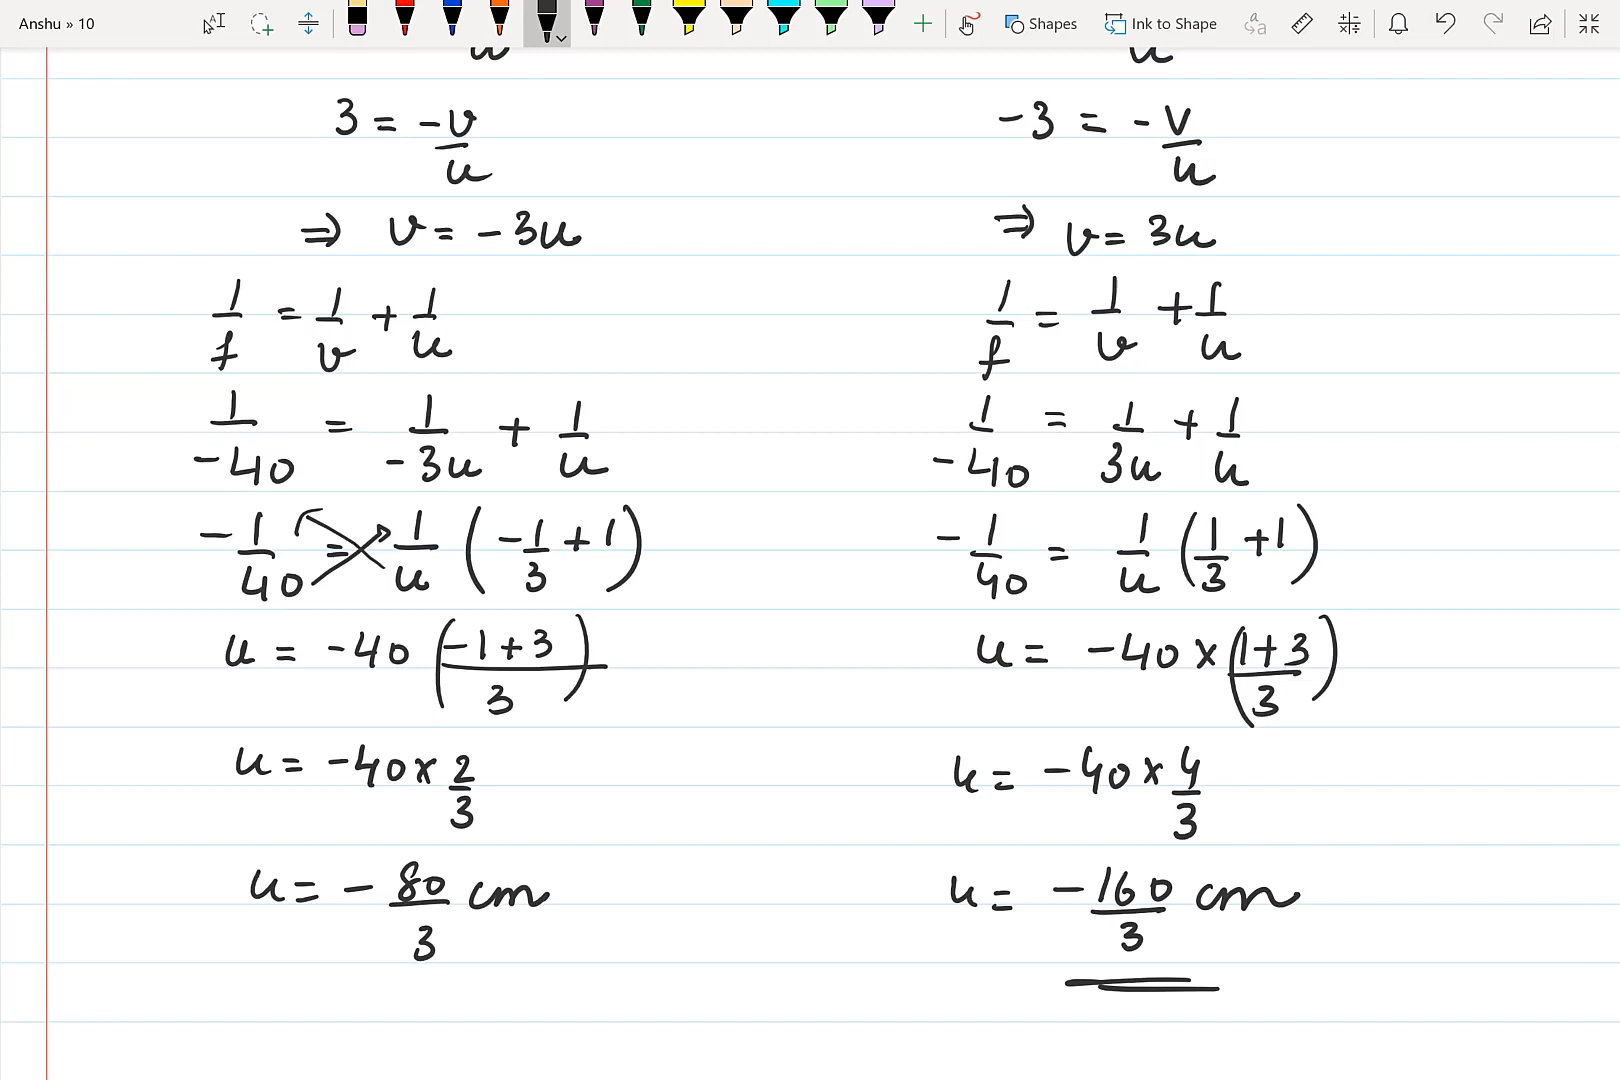 Anshu » 10
Shapes
Ink to Shape
u
3 = -v/u
⇒ v = -3u
1/f = 1/v + 1/u
1/-40 = 1/-3u + 1/u
-1/40 = 1/u (-1/3 + 1)
u = -40 (-1+3/3)
u = -40 × 2/3
u = -80/3 cm
u
-3 = -v/u
⇒ v = 3u
1/f = 1/v + 1/u
1/-40 = 1/3u + 1/u
-1/40 = 1/u (1/3 + 1)
u = -40 × (1+3/3)
u = -40 × 4/3
u = -160/3 cm